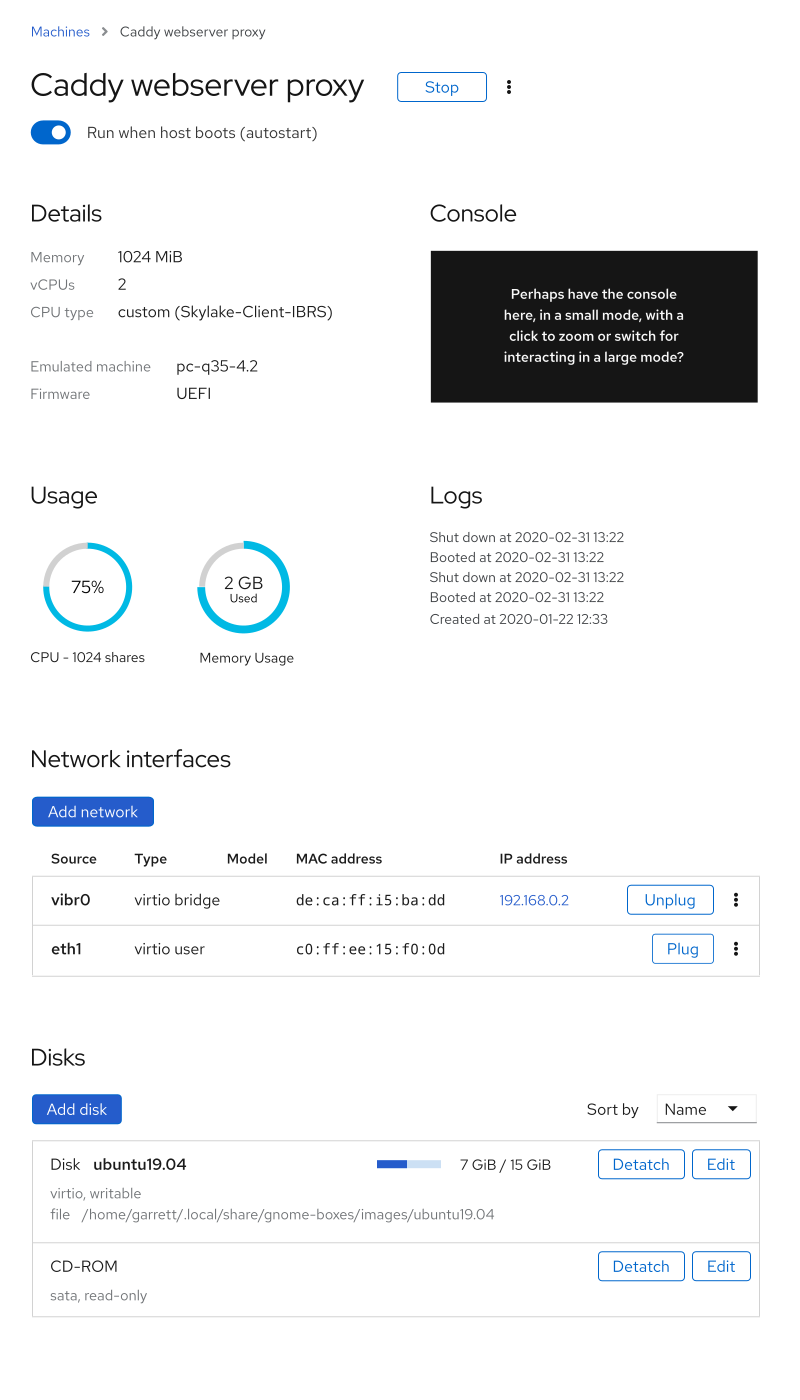 Machines > Caddy webserver proxy
Caddy webserver proxy Stop
Run when host boots (autostart)
Details
Memory 1024 MiB
vCPUs 2
CPU type custom (Skylake-Client-IBRS)
Emulated machine pc-q35-4.2
Firmware UEFI
Console
Perhaps have the console
here, in a small mode, with a
click to zoom or switch for
interacting in a large mode?
Usage
75%
CPU - 1024 shares
2 GB
Used
Memory Usage
Logs
Shut down at 2020-02-31 13:22
Booted at 2020-02-31 13:22
Shut down at 2020-02-31 13:22
Booted at 2020-02-31 13:22
Created at 2020-01-22 12:33
Network interfaces
Add network
Source Type Model MAC address IP address
vibr0 virtio bridge de:ca:ff:i5:ba:dd 192.168.0.2 Unplug
eth1 virtio user c0:ff:ee:15:f0:0d Plug
Disks
Add disk Sort by Name
Disk ubuntu19.04 7 GiB / 15 GiB Detatch Edit
virtio, writable
file /home/garrett/.local/share/gnome-boxes/images/ubuntu19.04
CD-ROM Detatch Edit
sata, read-only